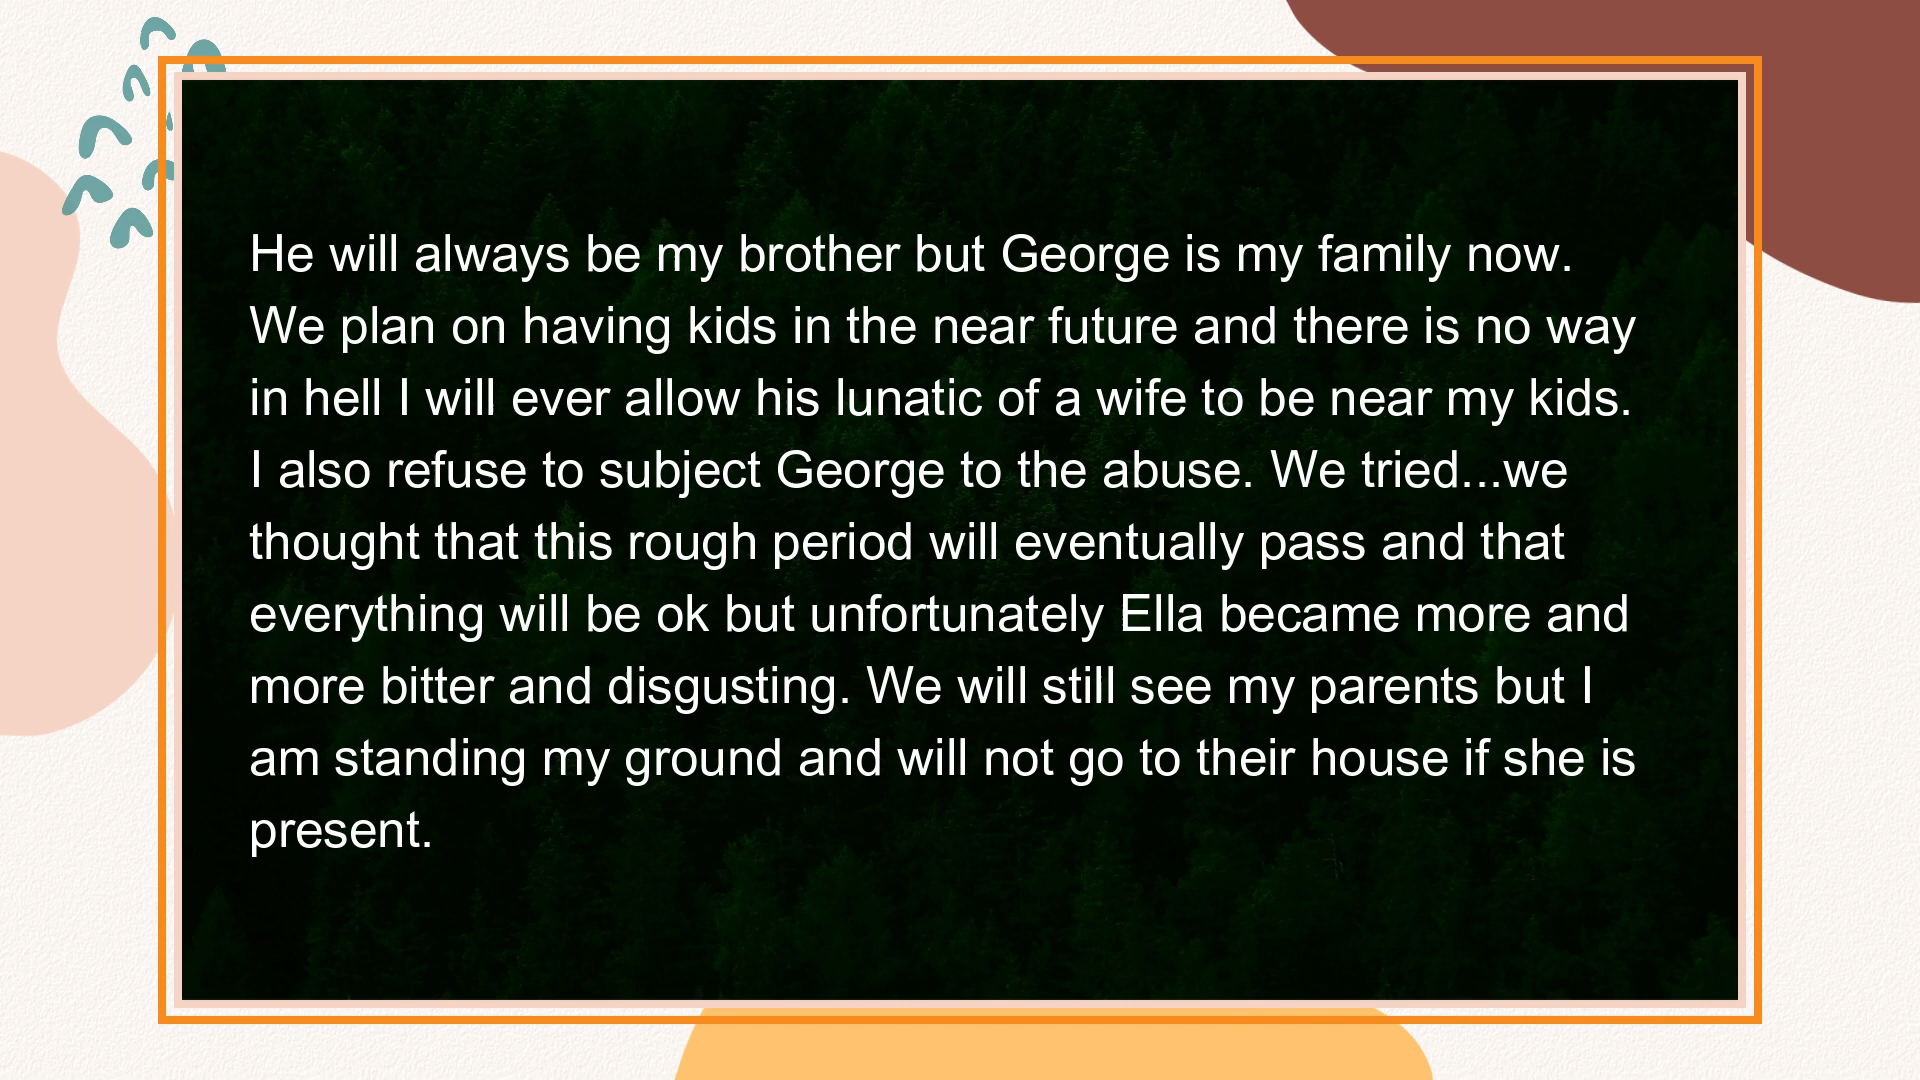 He will always be my brother but George is my family now.
We plan on having kids in the near future and there is no way
in hell I will ever allow his lunatic of a wife to be near my kids.
I also refuse to subject George to the abuse. We tried...we
thought that this rough period will eventually pass and that
everything will be ok but unfortunately Ella became more and
more bitter and disgusting. We will still see my parents but I
am standing my ground and will not go to their house if she is
present.